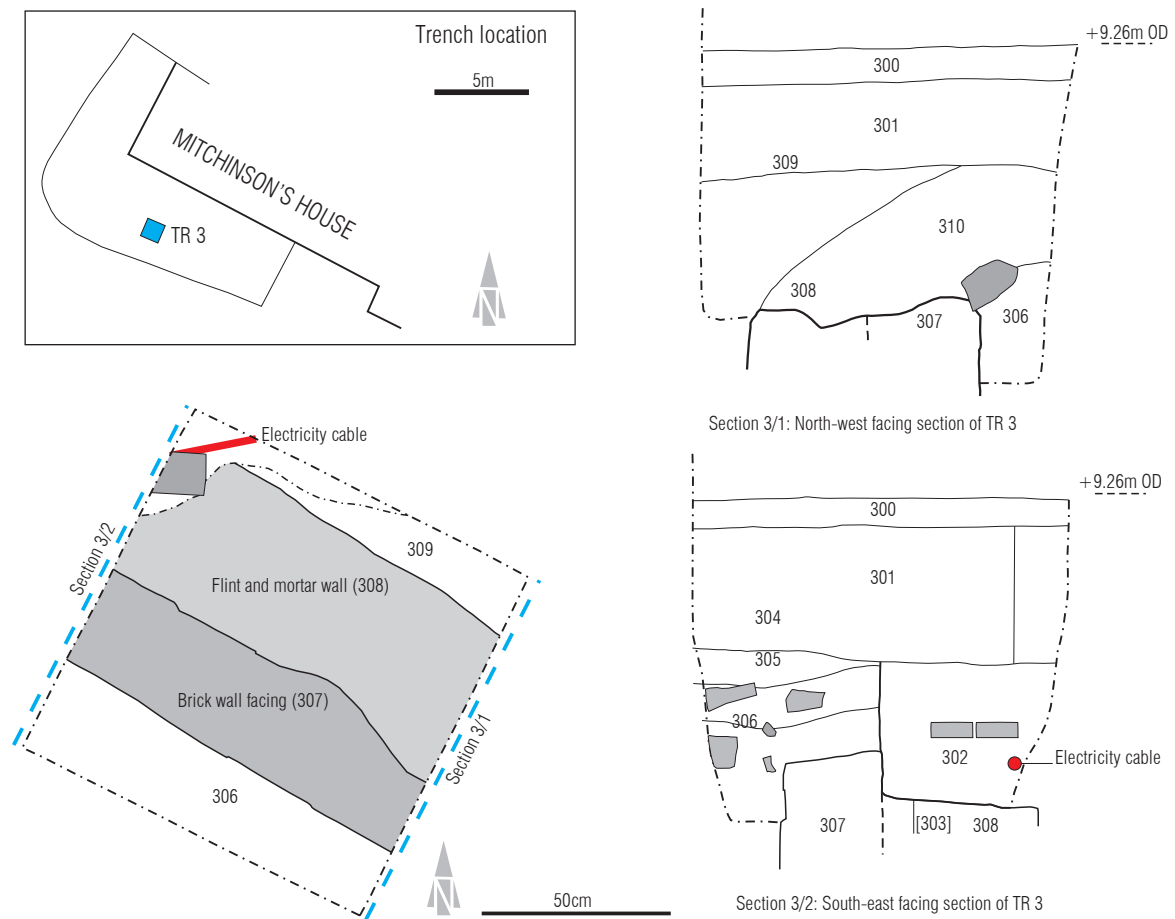 Trench location
5m
MITCHINSON'S HOUSE
TR 3
N
+9.26m OD
300
301
309
310
308
307
306
Section 3/1: North-west facing section of TR 3
Electricity cable
Section 3/2
309
Flint and mortar wall (308)
Brick wall facing (307)
Section 3/1
306
N
50cm
+9.26m OD
300
301
304
305
306
302
Electricity cable
307
[303]
308
Section 3/2: South-east facing section of TR 3